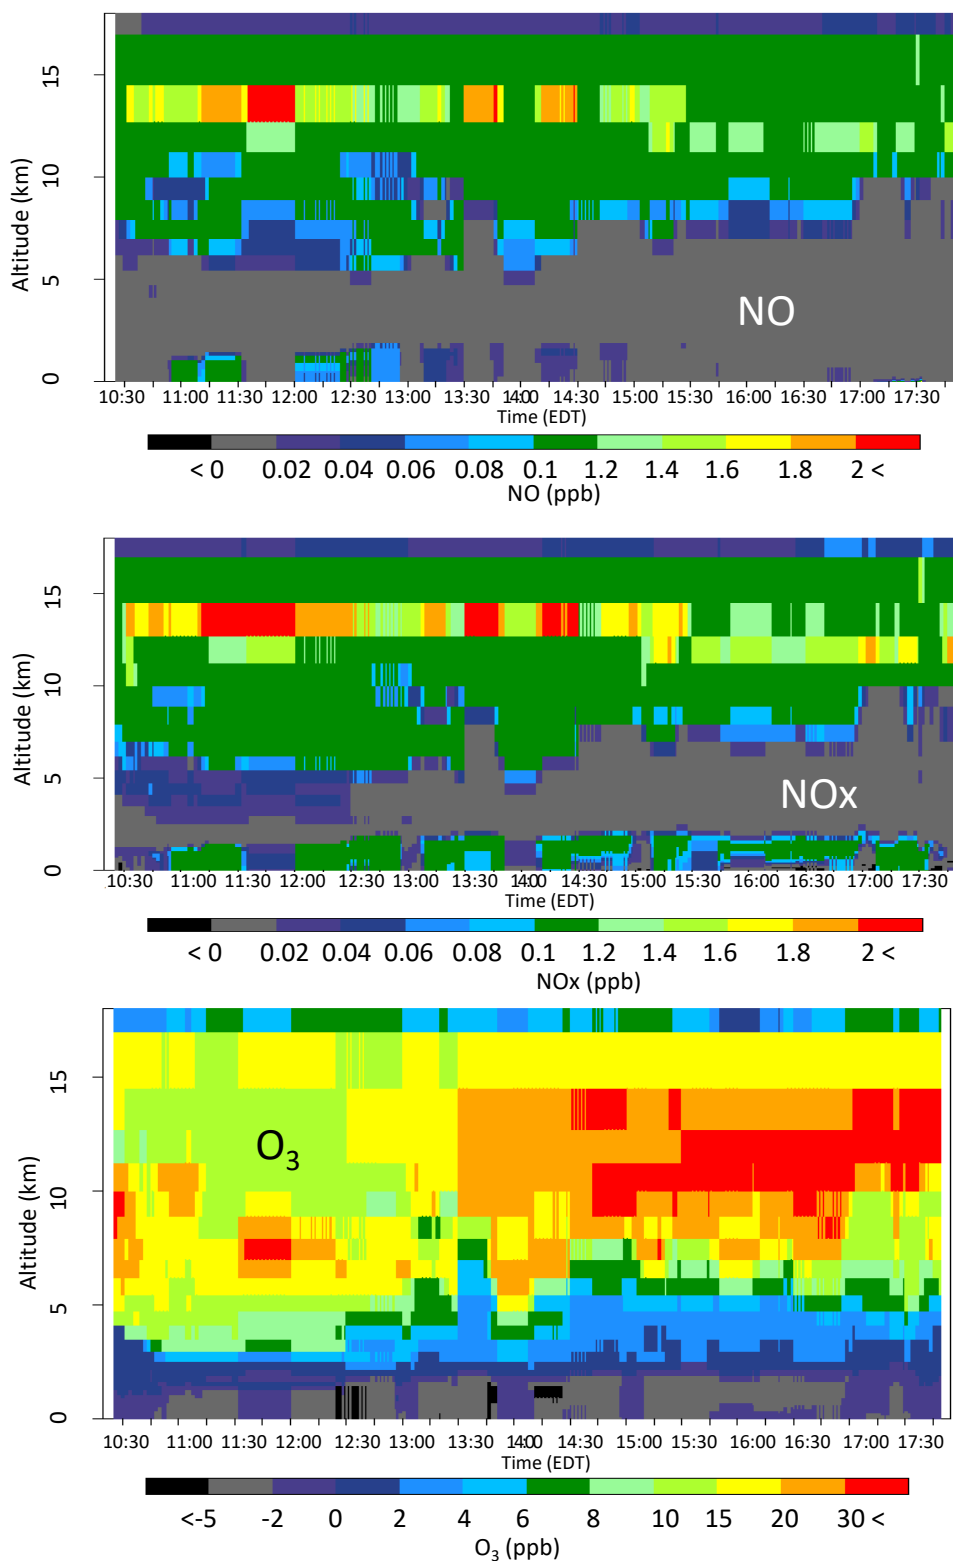 15
10
5
0
Altitude (km)
NO
10:30 11:00 11:30 12:00 12:30 13:00 13:30 14:00 14:30 15:00 15:30 16:00 16:30 17:00 17:30
Time (EDT)
< 0 0.02 0.04 0.06 0.08 0.1 1.2 1.4 1.6 1.8 2 <
NO (ppb)
15
10
5
0
Altitude (km)
NOx
10:30 11:00 11:30 12:00 12:30 13:00 13:30 14:00 14:30 15:00 15:30 16:00 16:30 17:00 17:30
Time (EDT)
< 0 0.02 0.04 0.06 0.08 0.1 1.2 1.4 1.6 1.8 2 <
NOx (ppb)
15
10
5
0
Altitude (km)
O3
10:30 11:00 11:30 12:00 12:30 13:00 13:30 14:00 14:30 15:00 15:30 16:00 16:30 17:00 17:30
Time (EDT)
<-5 -2 0 2 4 6 8 10 15 20 30 <
O3 (ppb)